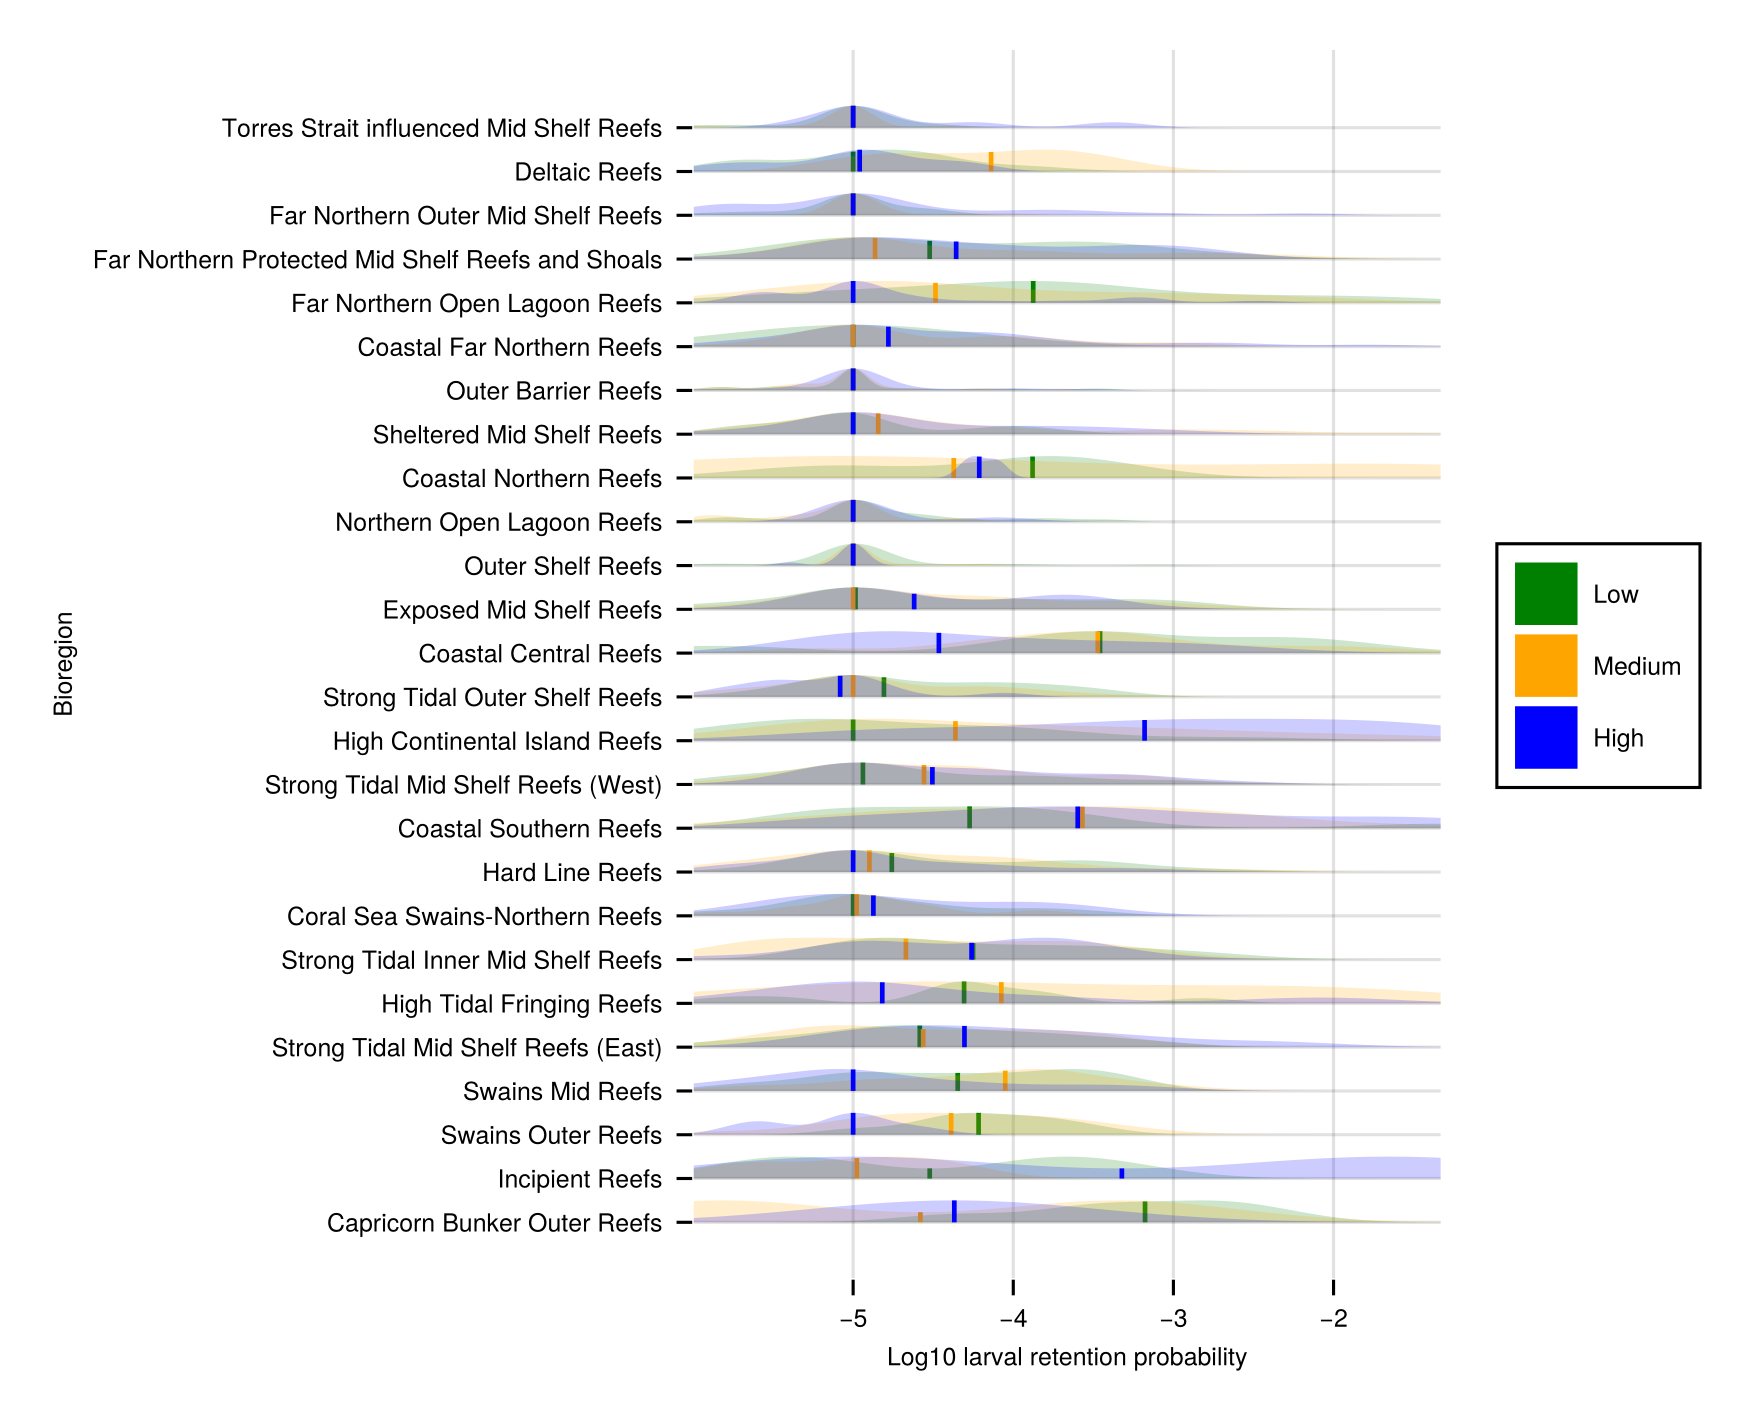 Torres Strait influenced Mid Shelf Reefs
Deltaic Reefs
Far Northern Outer Mid Shelf Reefs
Far Northern Protected Mid Shelf Reefs and Shoals
Far Northern Open Lagoon Reefs
Coastal Far Northern Reefs
Outer Barrier Reefs
Sheltered Mid Shelf Reefs
Coastal Northern Reefs
Northern Open Lagoon Reefs
Outer Shelf Reefs
Exposed Mid Shelf Reefs
Coastal Central Reefs
Strong Tidal Outer Shelf Reefs
High Continental Island Reefs
Strong Tidal Mid Shelf Reefs (West)
Coastal Southern Reefs
Hard Line Reefs
Coral Sea Swains-Northern Reefs
Strong Tidal Inner Mid Shelf Reefs
High Tidal Fringing Reefs
Strong Tidal Mid Shelf Reefs (East)
Swains Mid Reefs
Swains Outer Reefs
Incipient Reefs
Capricorn Bunker Outer Reefs
Bioregion
−5 −4 −3 −2
Log10 larval retention probability
Low
Medium
High